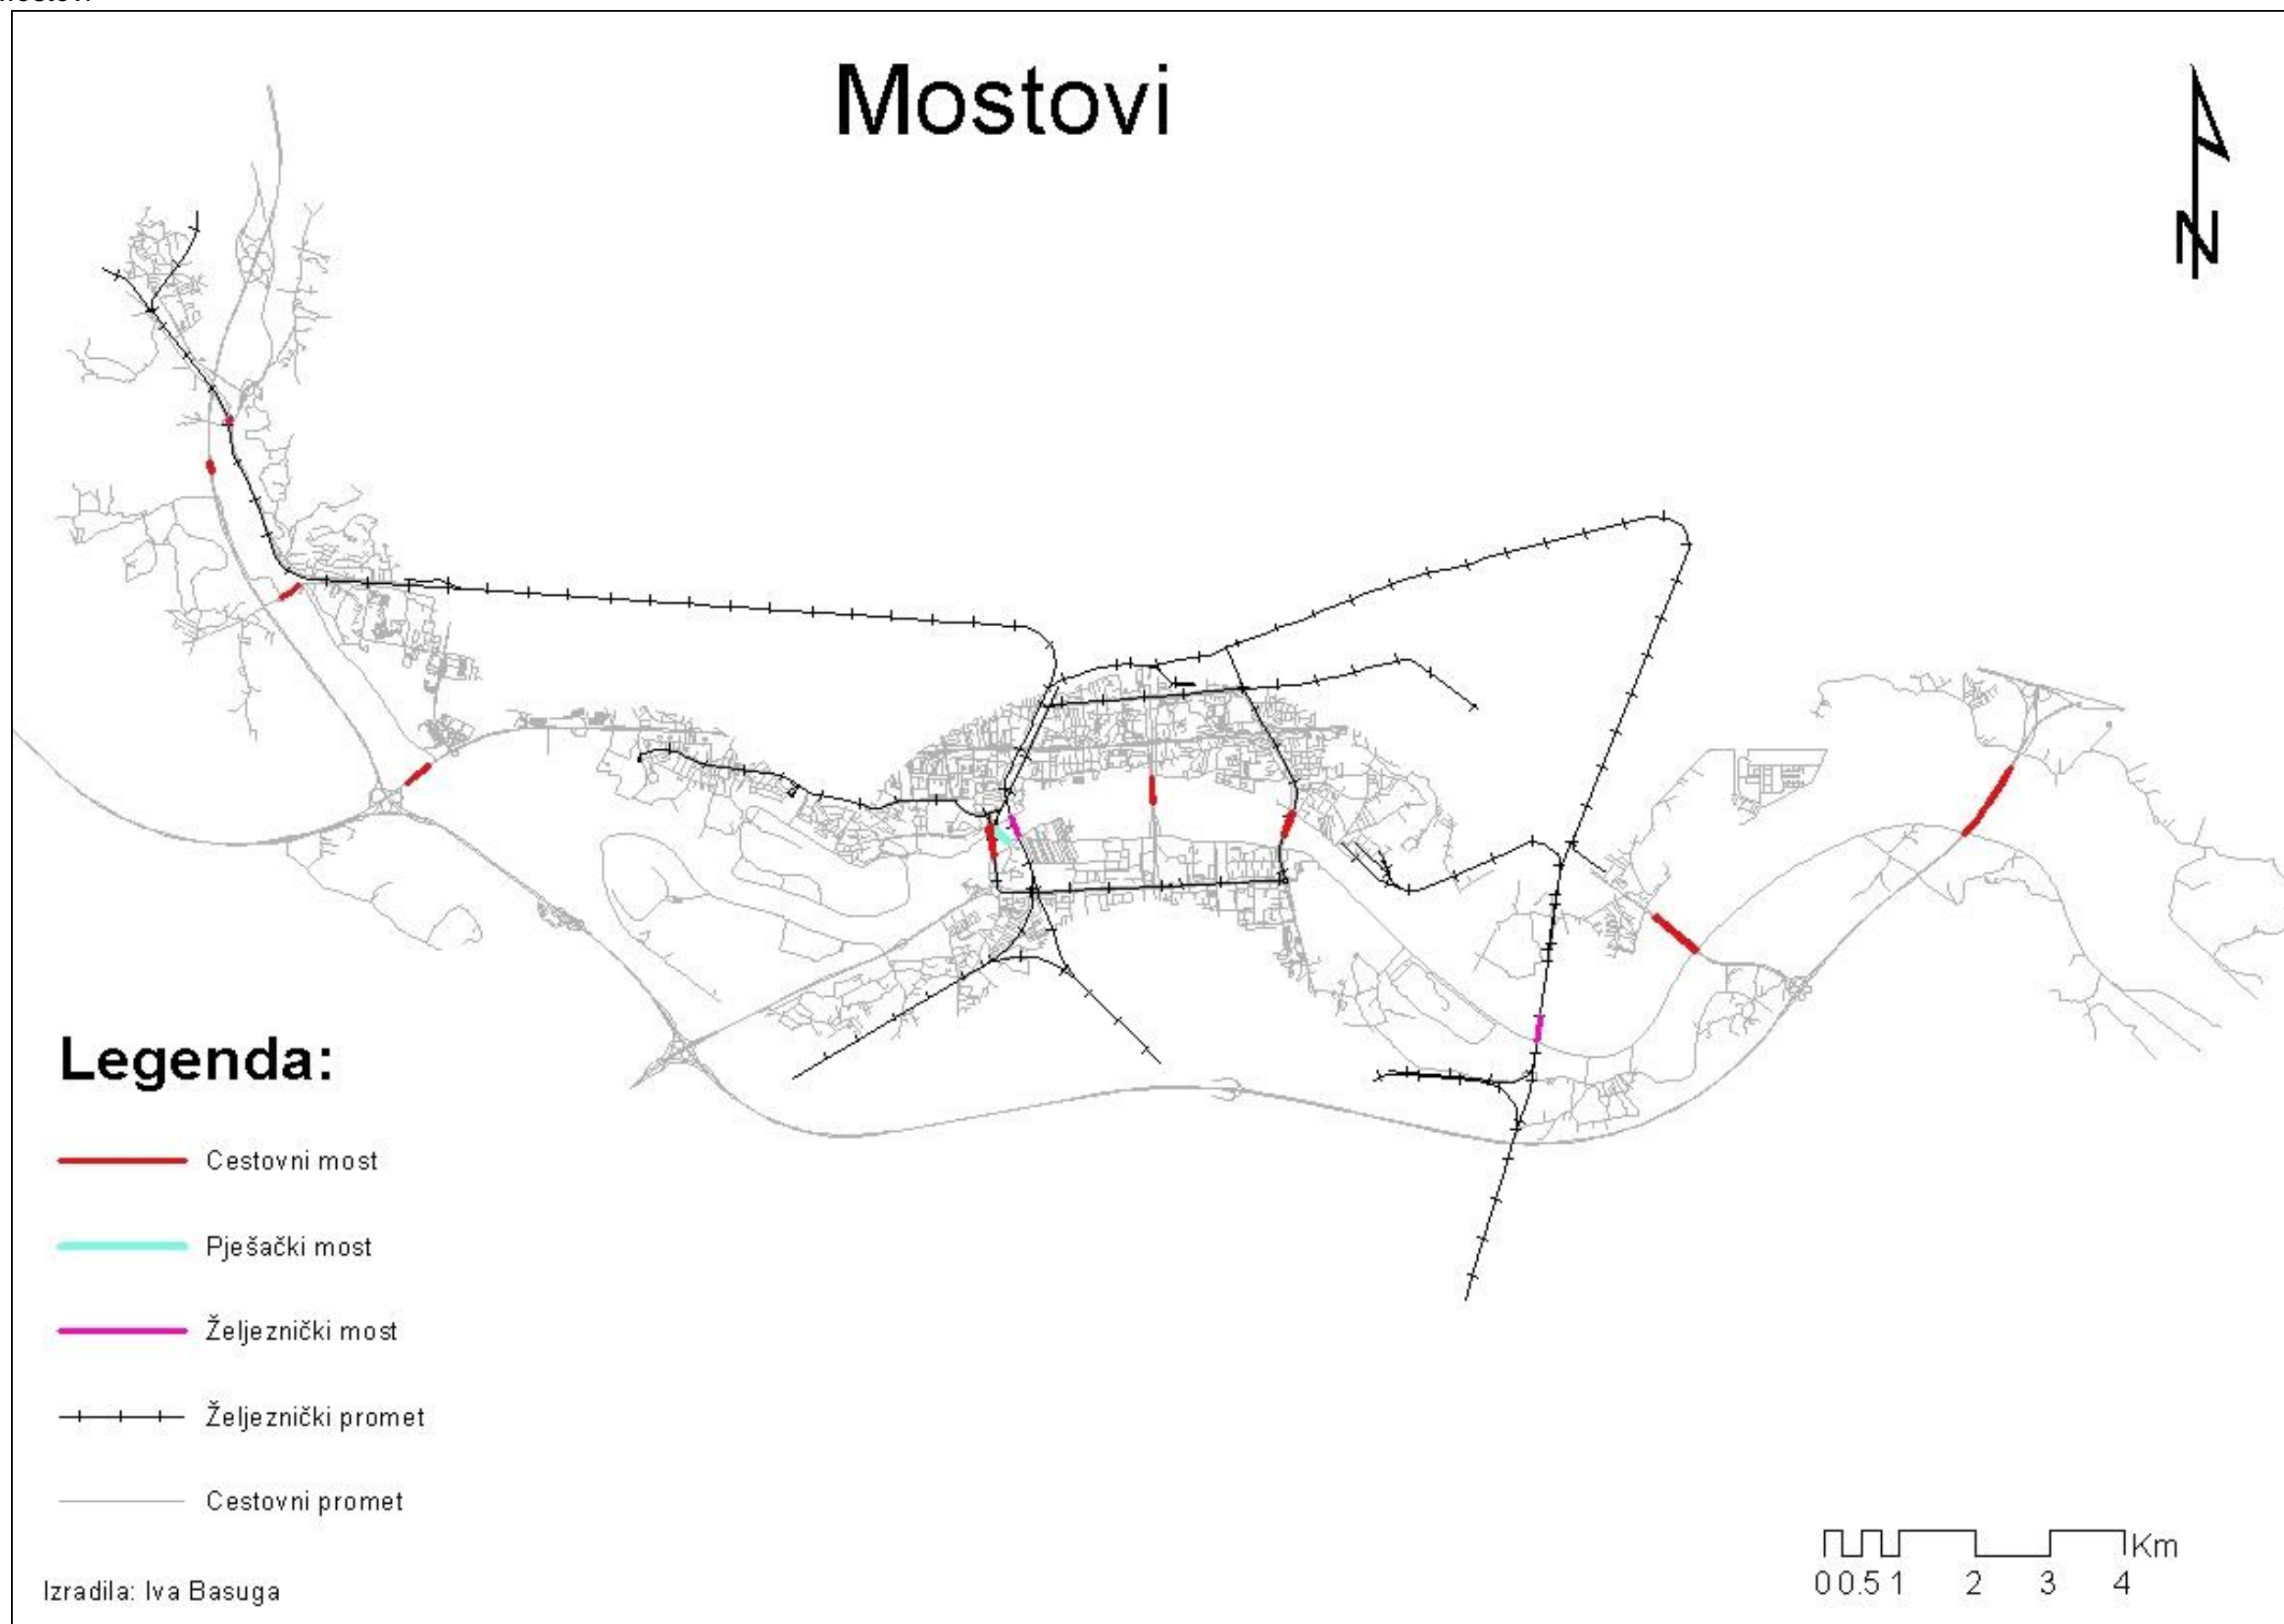 Mostovi
N
Legenda:
Cestovni most
Pješački most
Željeznički most
Željeznički promet
Cestovni promet
Izradila: Iva Basuga
Km
0 0.5 1 2 3 4